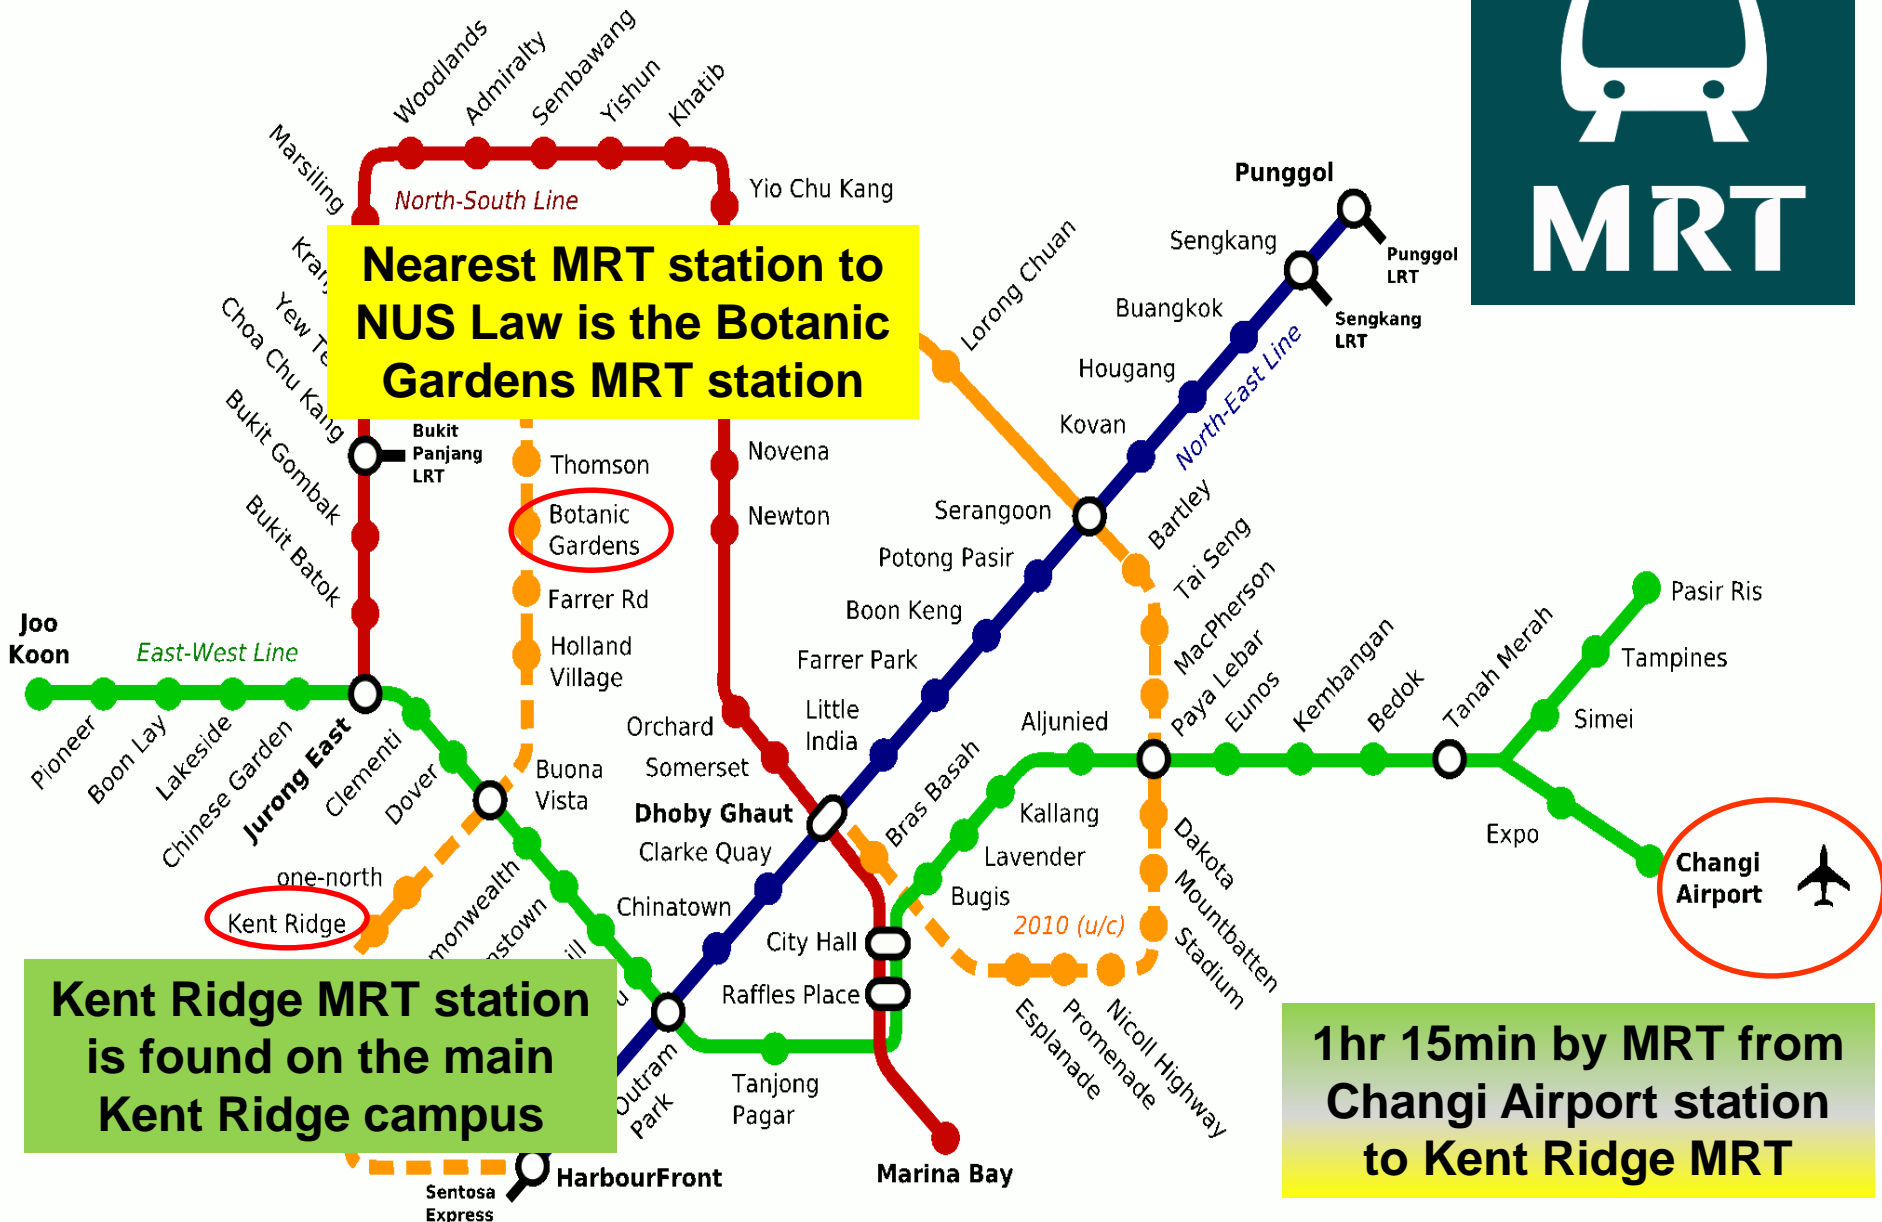 Woodlands
Admiralty
Sembawang
Yishun
Khatib
MRT
Marsiling
North-South Line
Yio Chu Kang
Punggol
Sengkang
Punggol
LRT
Sengkang
LRT
Buangkok
Hougang
Kovan
North-East Line
Lorong Chuan
Nearest MRT station to
NUS Law is the Botanic
Gardens MRT station
Choa Chu Kang
Bukit
Panjang
LRT
Bukit Gombak
Bukit Batok
Thomson
Botanic
Gardens
Farrer Rd
Holland
Village
Novena
Newton
Serangoon
Bartley
Potong Pasir
Tai Seng
Boon Keng
MacPherson
Farrer Park
Paya Lebar
Little
India
Aljunied
Eunos
Kembangan
Bedok
Tanah Merah
Pasir Ris
Tampines
Simei
Joo
Koon
East-West Line
Pioneer
Boon Lay
Lakeside
Chinese Garden
Jurong East
Clementi
Dover
Buona
Vista
Orchard
Somerset
Dhoby Ghaut
Bras Basah
Clarke Quay
Kallang
Lavender
Bugis
Expo
Changi
Airport
Dakota
Mountbatten
Stadium
one-north
Kent Ridge
Chinatown
City Hall
2010 (u/c)
Raffles Place
Esplanade
Promenade
Nicoll Highway
monwealth
nstown
ill
u
Kent Ridge MRT station
is found on the main
Kent Ridge campus
Outram
Park
Tanjong
Pagar
1hr 15min by MRT from
Changi Airport station
to Kent Ridge MRT
HarbourFront
Marina Bay
Sentosa
Express